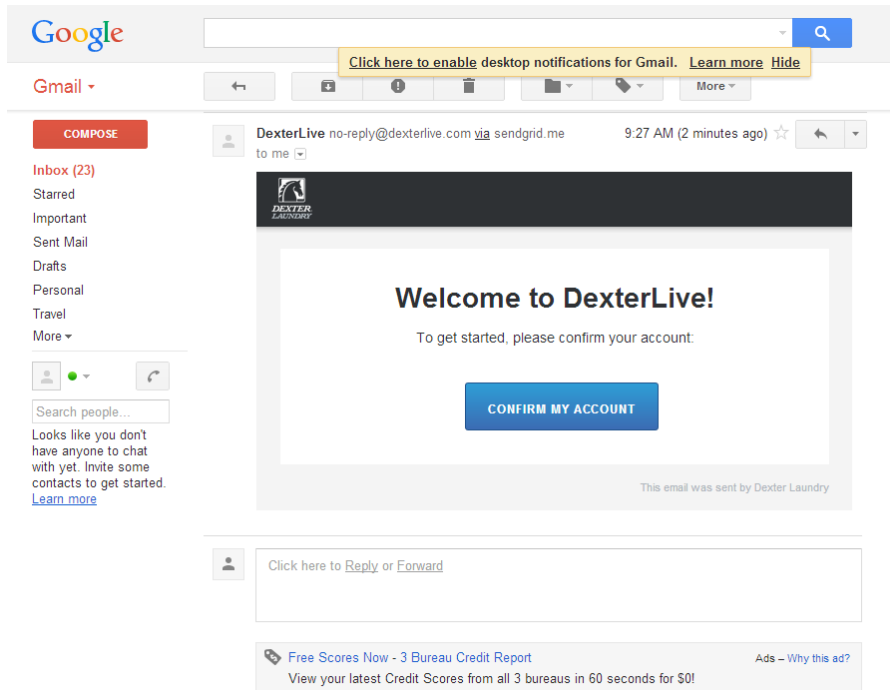 Google
Click here to enable desktop notifications for Gmail. Learn more Hide
Gmail
More
COMPOSE
Inbox (23)
Starred
Important
Sent Mail
Drafts
Personal
Travel
More
Search people...
Looks like you don't
have anyone to chat
with yet. Invite some
contacts to get started.
Learn more
DexterLive no-reply@dexterlive.com via sendgrid.me 9:27 AM (2 minutes ago)
to me
DEXTER
LAUNDRY
Welcome to DexterLive!
To get started, please confirm your account:
CONFIRM MY ACCOUNT
This email was sent by Dexter Laundry
Click here to Reply or Forward
Free Scores Now - 3 Bureau Credit Report Ads – Why this ad?
View your latest Credit Scores from all 3 bureaus in 60 seconds for $0!